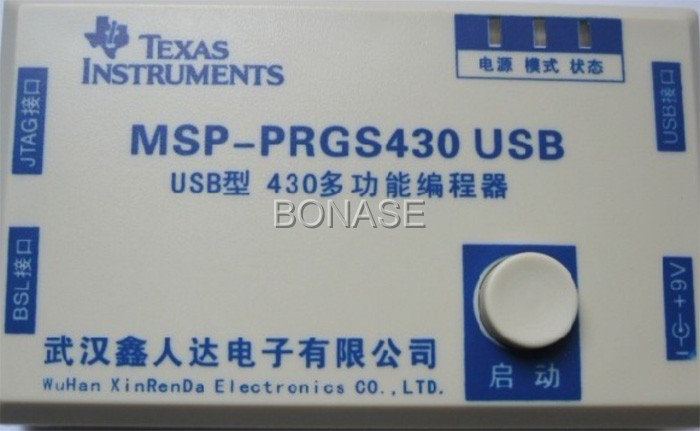 TEXAS
INSTRUMENTS
电源 模式 状态
JTAG接口
USB接口
MSP-PRGS430 USB
USB型 430多功能编程器
BONASE
BSL接口
+9V
启动
武汉鑫人达电子有限公司
WuHan XinRenDa Electronics CO.,LTD.